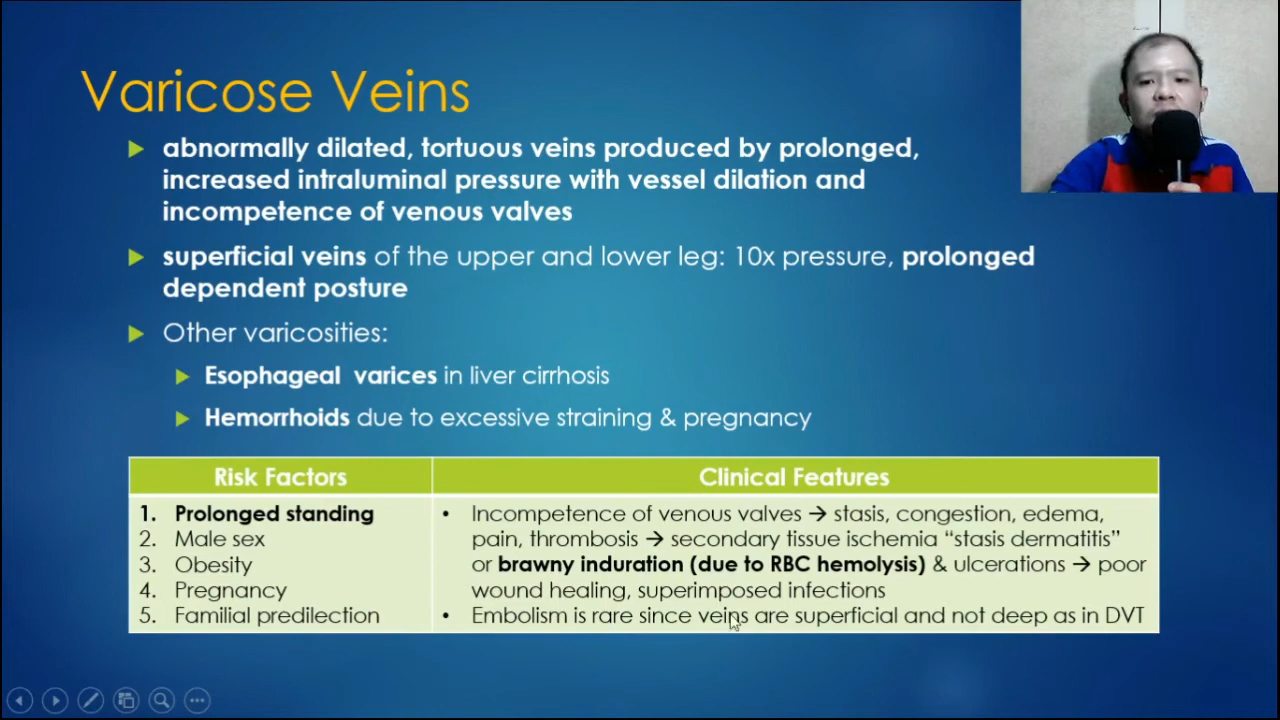 Varicose Veins
abnormally dilated, tortuous veins produced by prolonged,
increased intraluminal pressure with vessel dilation and
incompetence of venous valves
superficial veins of the upper and lower leg: 10x pressure, prolonged
dependent posture
Other varicosities:
Esophageal varices in liver cirrhosis
Hemorrhoids due to excessive straining & pregnancy
Risk Factors
1. Prolonged standing
2. Male sex
3. Obesity
4. Pregnancy
5. Familial predilection
Clinical Features
• Incompetence of venous valves → stasis, congestion, edema,
pain, thrombosis → secondary tissue ischemia “stasis dermatitis”
or brawny induration (due to RBC hemolysis) & ulcerations → poor
wound healing, superimposed infections
• Embolism is rare since veins are superficial and not deep as in DVT